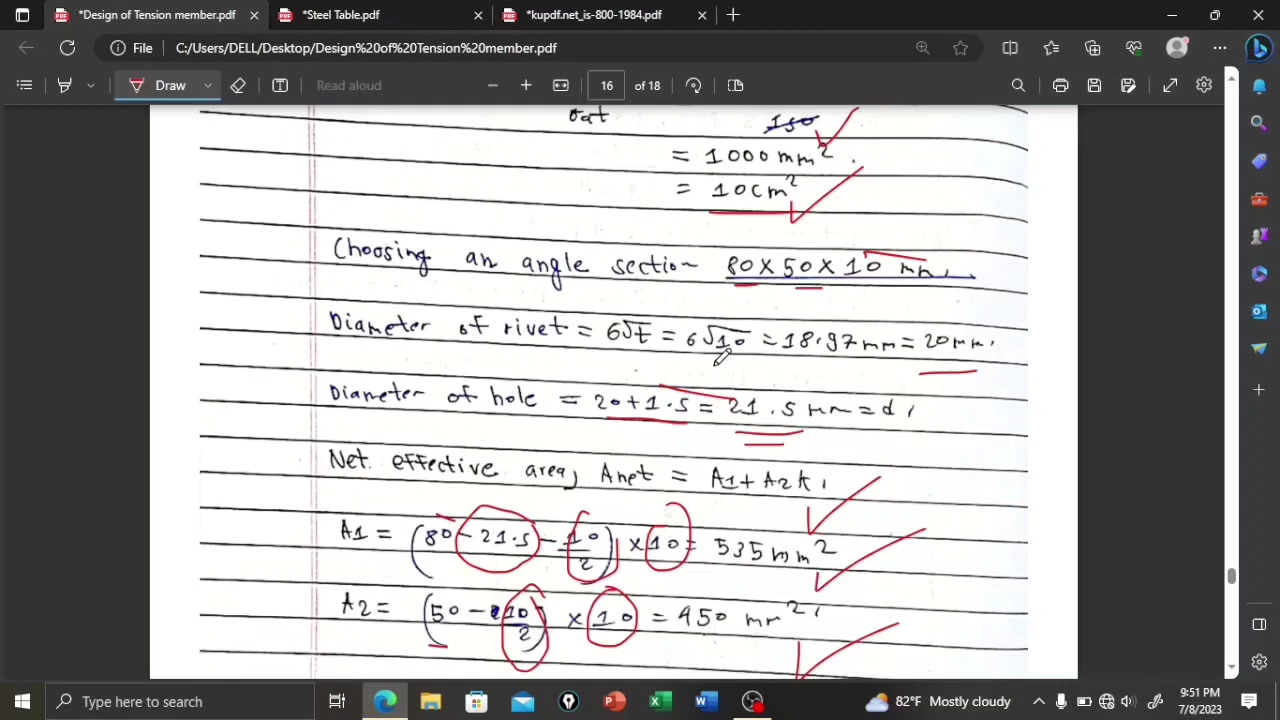 *Design of Tension member.pdf
*Steel Table.pdf
*kupdf.net_is-800-1984.pdf
File
C:/Users/DELL/Desktop/Design%20of%20Tension%20member.pdf
Draw
Read aloud
16 of 18
σat 150
= 1000 mm².
= 10 cm²
Choosing an angle section 80 X 50 X 10 mm.
Diameter of rivet = 6√t = 6√10 = 18.97 mm = 20 mm.
Diameter of hole = 20 + 1.5 = 21.5 mm = d,
Net effective area, Anet = A1 + A2k,
A1 = (80 - 21.5 - 10/2) × 10 = 535 mm²
A2 = (50 - 10/2) × 10 = 450 mm²,
Type here to search
82°F Mostly cloudy
9:51 PM
7/8/2023